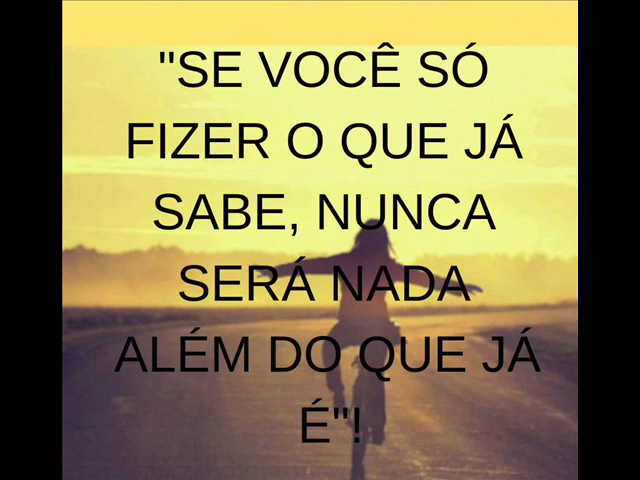 "SE VOCÊ SÓ
FIZER O QUE JÁ
SABE, NUNCA
SERÁ NADA
ALÉM DO QUE JÁ
É"!